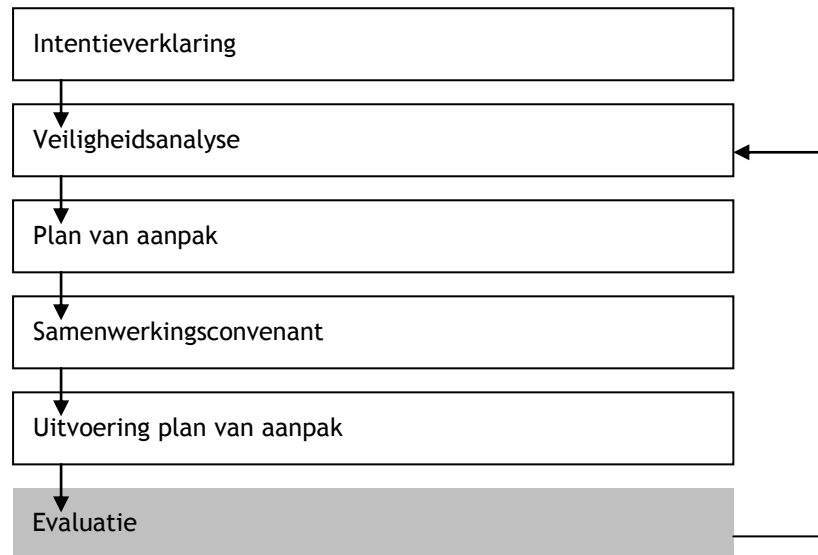 Intentieverklaring
Veiligheidsanalyse
Plan van aanpak
Samenwerkingsconvenant
Uitvoering plan van aanpak
Evaluatie